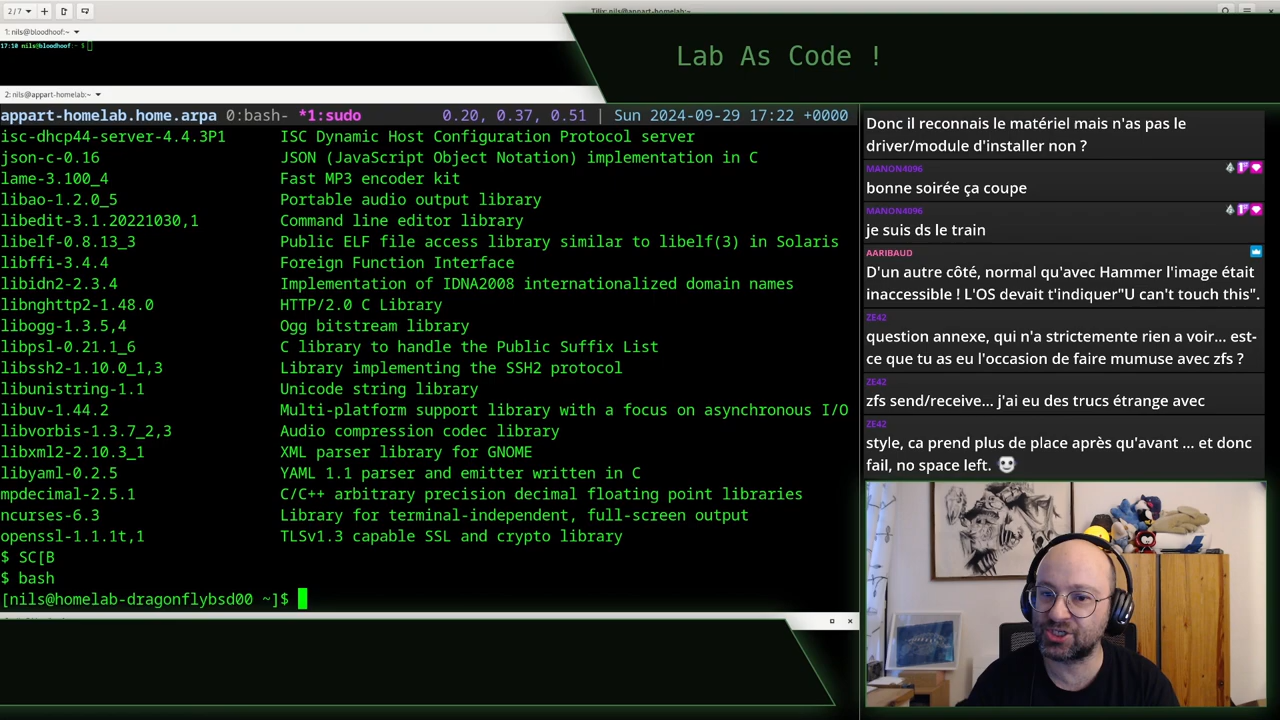 2/7
Tilix: nils@appart-homelab:~
1: nils@bloodhoof:~
17:10 nils@bloodhoof:~ $
Lab As Code !
2: nils@appart-homelab:~
appart-homelab.home.arpa 0:bash- *1:sudo 0.20, 0.37, 0.51 | Sun 2024-09-29 17:22 +0000
isc-dhcp44-server-4.4.3P1 ISC Dynamic Host Configuration Protocol server
json-c-0.16 JSON (JavaScript Object Notation) implementation in C
lame-3.100_4 Fast MP3 encoder kit
libao-1.2.0_5 Portable audio output library
libedit-3.1.20221030,1 Command line editor library
libelf-0.8.13_3 Public ELF file access library similar to libelf(3) in Solaris
libffi-3.4.4 Foreign Function Interface
libidn2-2.3.4 Implementation of IDNA2008 internationalized domain names
libnghttp2-1.48.0 HTTP/2.0 C Library
libogg-1.3.5,4 Ogg bitstream library
libpsl-0.21.1_6 C library to handle the Public Suffix List
libssh2-1.10.0_1,3 Library implementing the SSH2 protocol
libunistring-1.1 Unicode string library
libuv-1.44.2 Multi-platform support library with a focus on asynchronous I/O
libvorbis-1.3.7_2,3 Audio compression codec library
libxml2-2.10.3_1 XML parser library for GNOME
libyaml-0.2.5 YAML 1.1 parser and emitter written in C
mpdecimal-2.5.1 C/C++ arbitrary precision decimal floating point libraries
ncurses-6.3 Library for terminal-independent, full-screen output
openssl-1.1.1t,1 TLSv1.3 capable SSL and crypto library
$ SC[B
$ bash
[nils@homelab-dragonflybsd00 ~]$
Donc il reconnais le matériel mais n'as pas le
driver/module d'installer non ?
MANON4096
bonne soirée ça coupe
MANON4096
je suis ds le train
AARIBAUD
D'un autre côté, normal qu'avec Hammer l'image était
inaccessible ! L'OS devait t'indiquer"U can't touch this".
ZE42
question annexe, qui n'a strictement rien a voir... est-
ce que tu as eu l'occasion de faire mumuse avec zfs ?
ZE42
zfs send/receive... j'ai eu des trucs étrange avec
ZE42
style, ca prend plus de place après qu'avant ... et donc
fail, no space left.